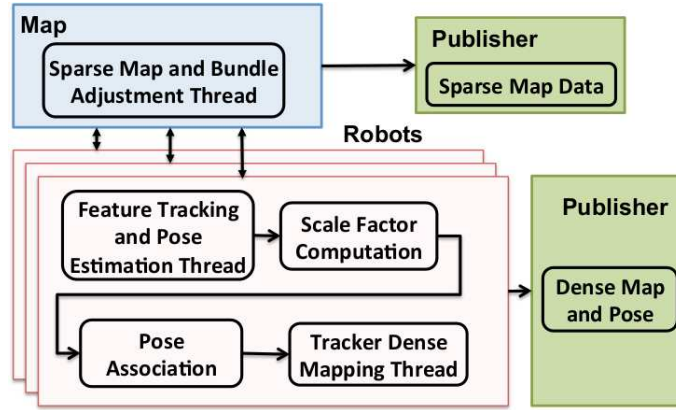 Map
Sparse Map and Bundle
Adjustment Thread
Publisher
Sparse Map Data
Robots
Feature Tracking
and Pose
Estimation Thread
Scale Factor
Computation
Pose
Association
Tracker Dense
Mapping Thread
Publisher
Dense Map
and Pose